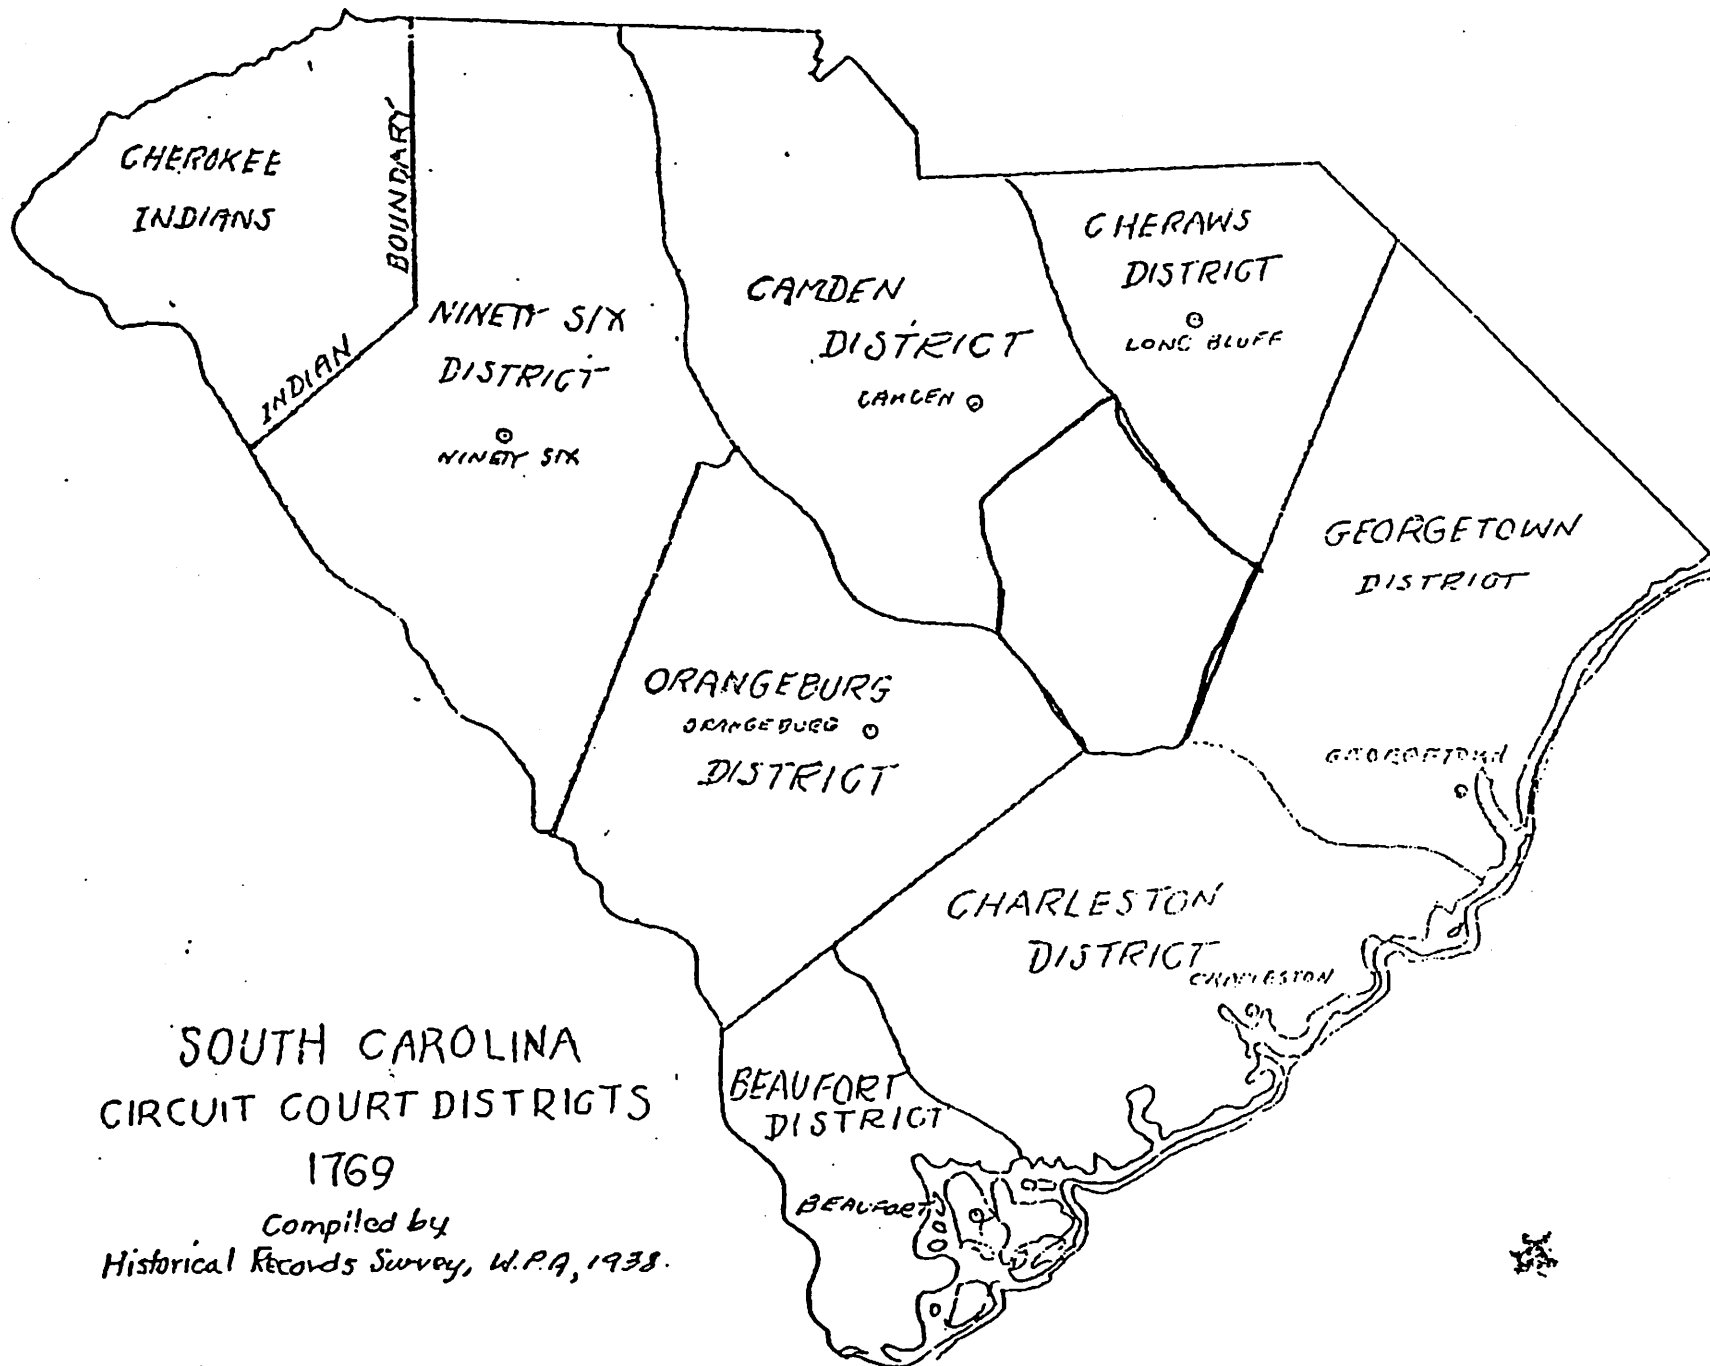 CHEROKEE
INDIANS
BOUNDARY
INDIAN
NINETY SIX
DISTRICT
NINETY SIX
CAMDEN
DISTRICT
CAMDEN
CHERAWS
DISTRICT
LONG BLUFF
GEORGETOWN
DISTRICT
GEORGETOWN
ORANGEBURG
ORANGEBURG
DISTRICT
CHARLESTON
DISTRICT
CHARLESTON
BEAUFORT
DISTRICT
BEAUFORT
SOUTH CAROLINA
CIRCUIT COURT DISTRICTS
1769
Compiled by
Historical Records Survey, W.P.A, 1938.